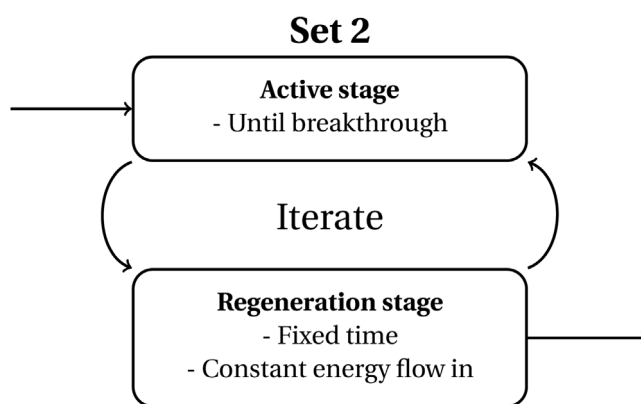 Set 2
Active stage
- Until breakthrough
Iterate
Regeneration stage
- Fixed time
- Constant energy flow in